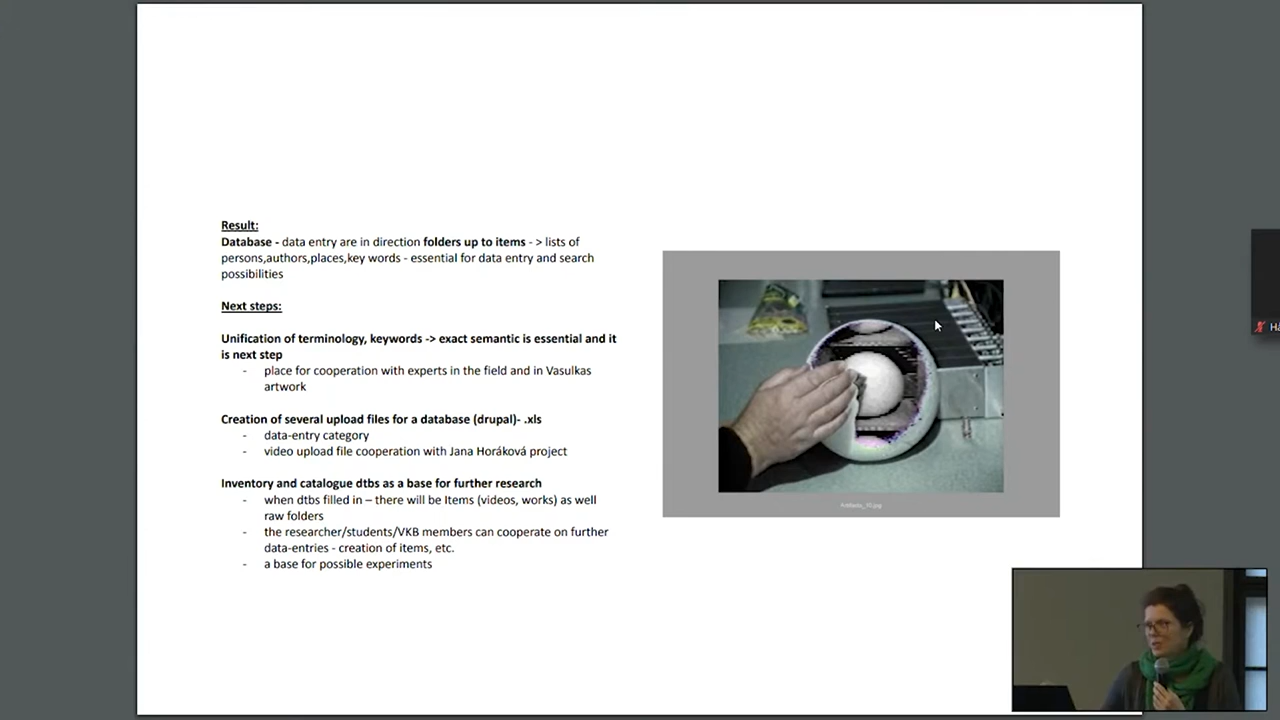 Result:
Database - data entry are in direction folders up to items - > lists of
persons,authors,places,key words - essential for data entry and search
possibilities
Next steps:
Unification of terminology, keywords -> exact semantic is essential and it
is next step
- place for cooperation with experts in the field and in Vasulkas
artwork
Creation of several upload files for a database (drupal)- .xls
- data-entry category
- video upload file cooperation with Jana Horáková project
Inventory and catalogue dtbs as a base for further research
- when dtbs filled in – there will be Items (videos, works) as well
raw folders
- the researcher/students/VKB members can cooperate on further
data-entries - creation of items, etc.
- a base for possible experiments